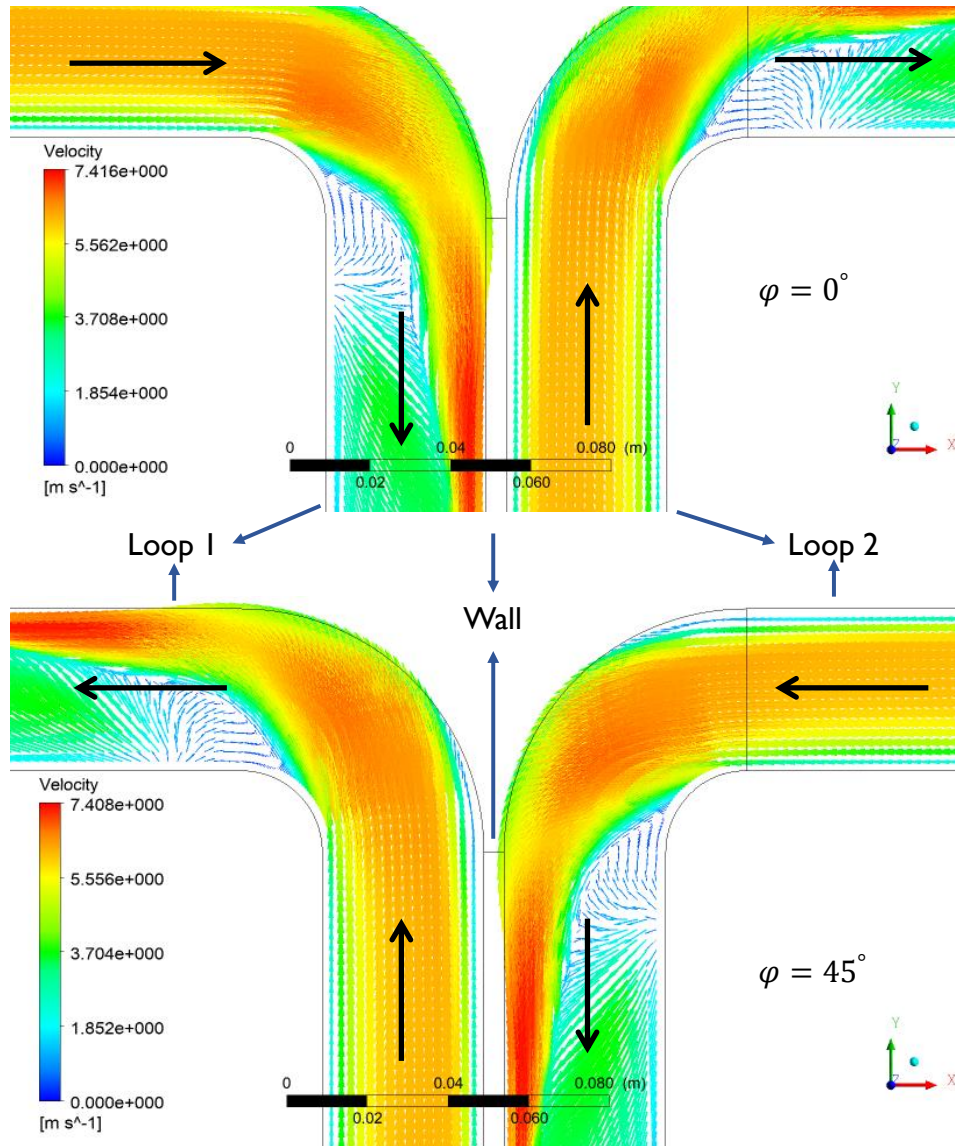 Velocity
7.416e+000
5.562e+000
3.708e+000
1.854e+000
0.000e+000
[m s^-1]
φ = 0°
Y
X
Z
0 0.04 0.080 (m)
0.02 0.060
Loop 1 Loop 2
Wall
Velocity
7.408e+000
5.556e+000
3.704e+000
1.852e+000
7.260e-000
[m s^-1]
φ = 45°
Y
X
Z
0 0.04 0.080 (m)
0.02 0.060